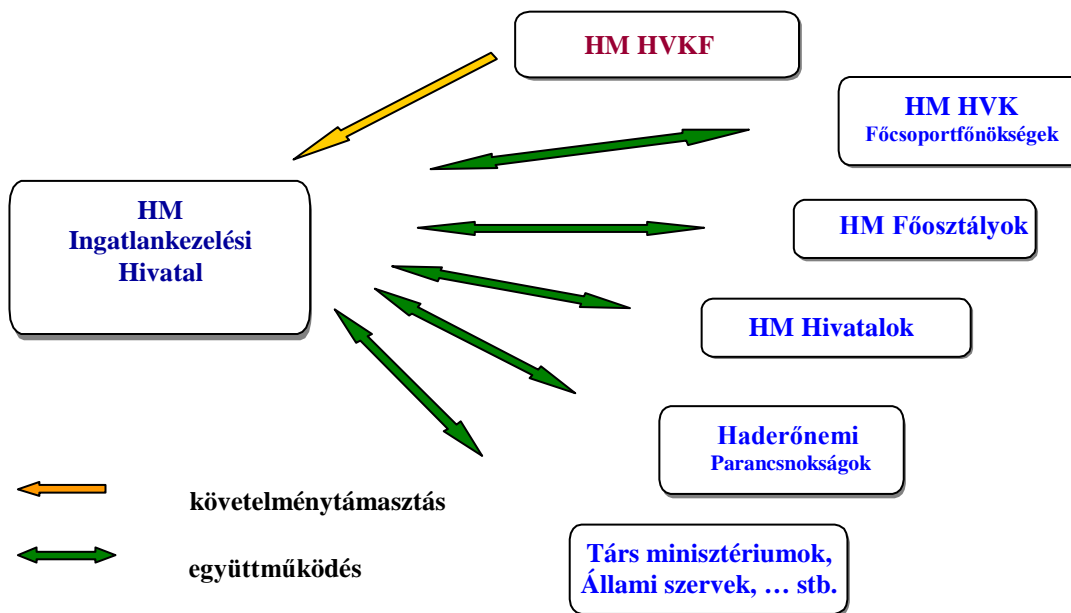 HM HVKF
HM HVK
Főcsoportfőnökségek
HM
Ingatlankezelési
Hivatal
HM Főosztályok
HM Hivatalok
Haderőnemi
Parancsnokságok
követelménytámasztás
együttműködés
Társ minisztériumok,
Állami szervek, … stb.